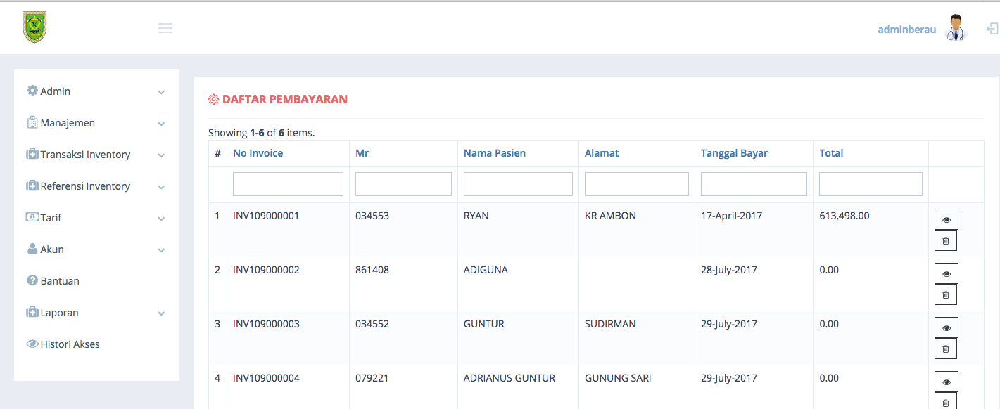 adminberau
Admin
Manajemen
Transaksi Inventory
Referensi Inventory
Tarif
Akun
Bantuan
Laporan
Histori Akses
DAFTAR PEMBAYARAN
Showing 1-6 of 6 items.
# No Invoice Mr Nama Pasien Alamat Tanggal Bayar Total
1 INV109000001 034553 RYAN KR AMBON 17-April-2017 613,498.00
2 INV109000002 861408 ADIGUNA 28-July-2017 0.00
3 INV109000003 034552 GUNTUR SUDIRMAN 29-July-2017 0.00
4 INV109000004 079221 ADRIANUS GUNTUR GUNUNG SARI 29-July-2017 0.00